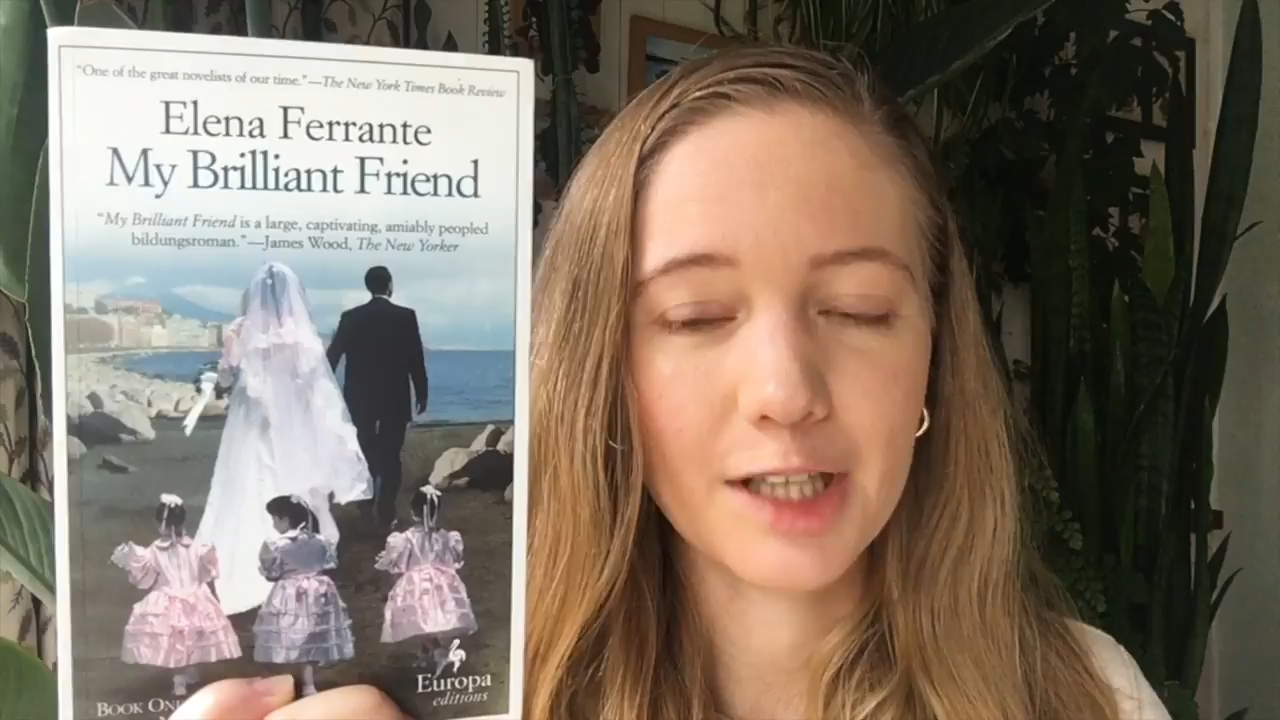 “One of the great novelists of our time.”—The New York Times Book Review
Elena Ferrante
My Brilliant Friend
“My Brilliant Friend is a large, captivating, amiably peopled
bildungsroman.”—James Wood, The New Yorker
Europa
editions
BOOK